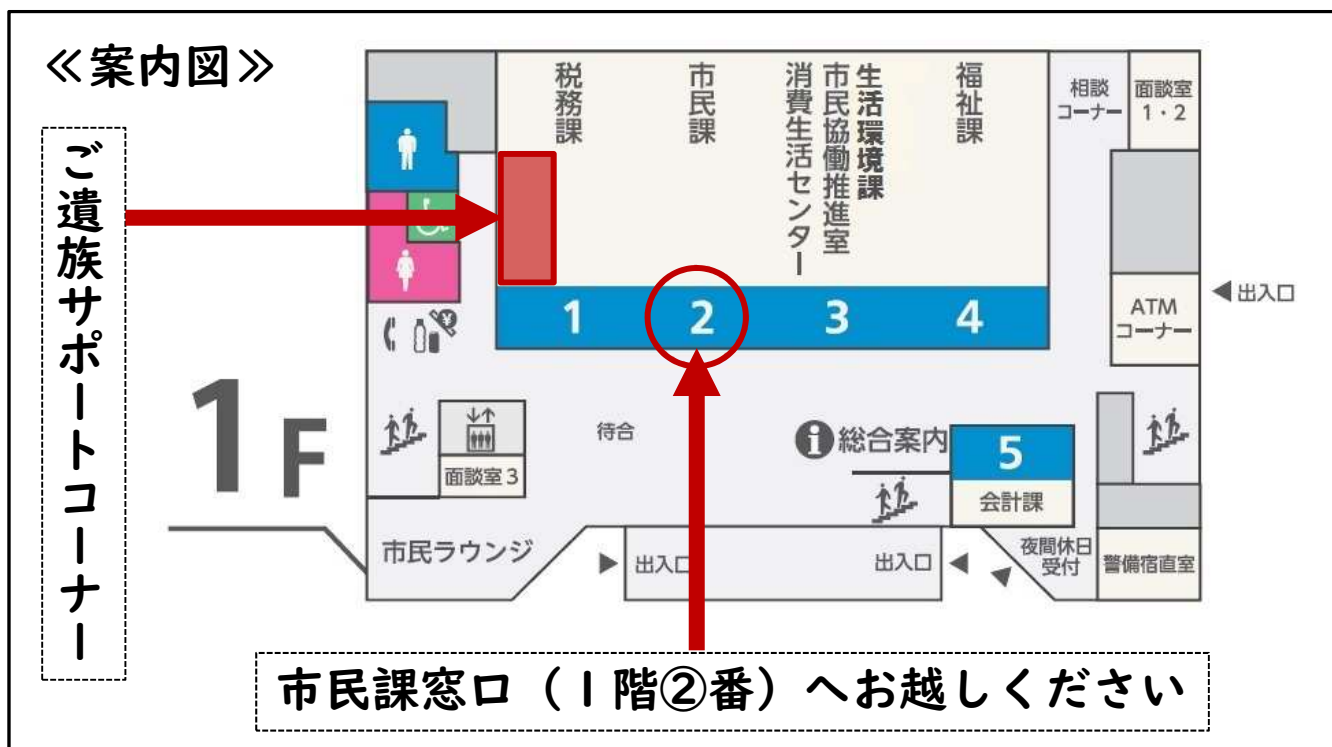 ≪案内図≫
ご遺族サポートコーナー
税務課
市民課
生活環境課
市民協働推進室
消費生活センター
福祉課
相談
コーナー
面談室
1・2
1
2
3
4
ATM
コーナー
出入口
1F
待合
総合案内
5
会計課
面談室3
市民ラウンジ
出入口
出入口
夜間休日
受付
警備宿直室
市民課窓口（1階②番）へお越しください